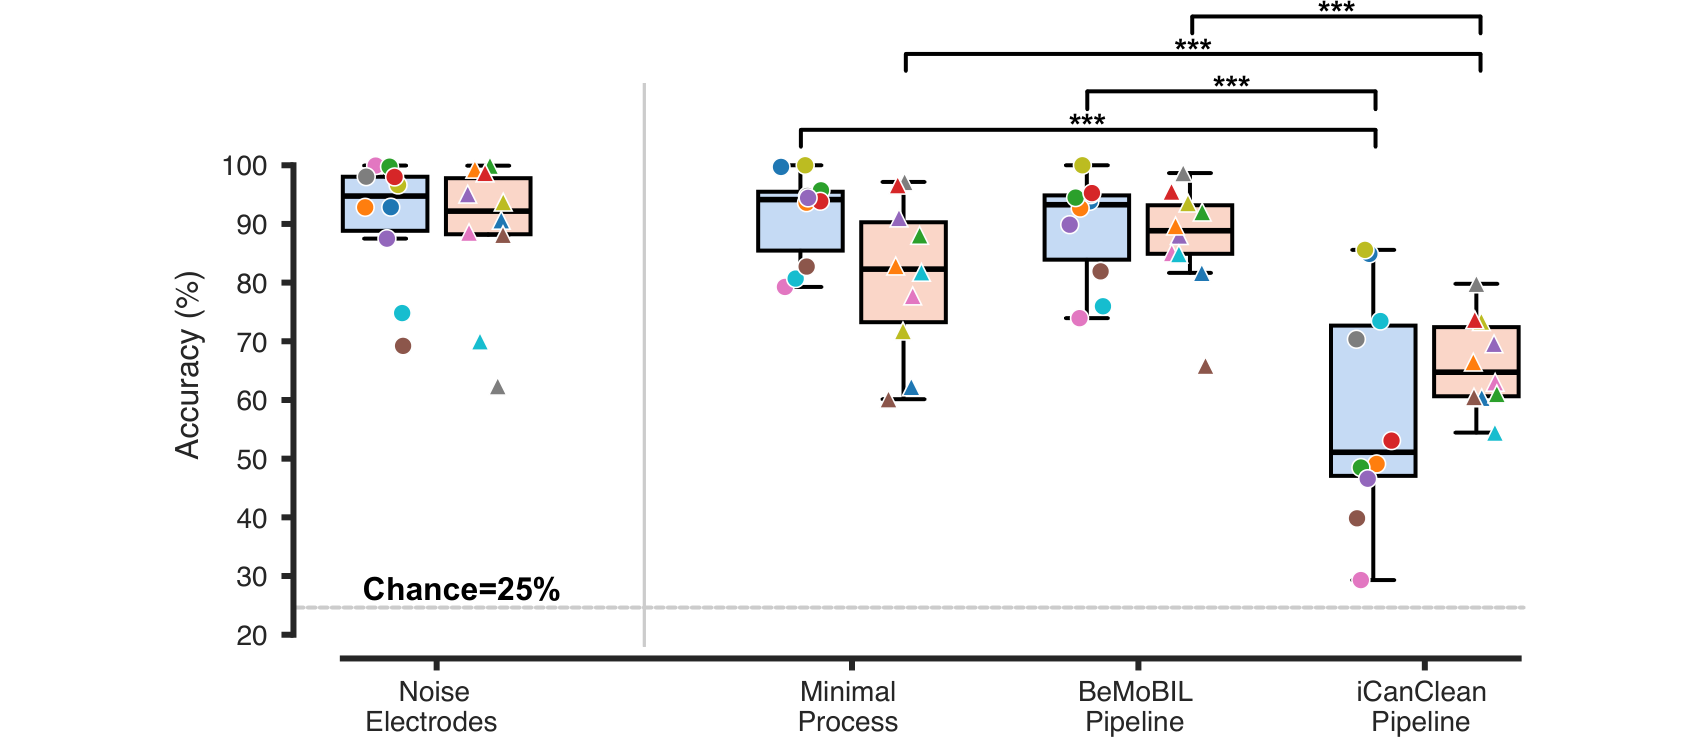 ***
***
***
***
100
90
80
70
60
50
40
30
20
Accuracy (%)
Chance=25%
Noise
Electrodes
Minimal
Process
BeMoBIL
Pipeline
iCanClean
Pipeline